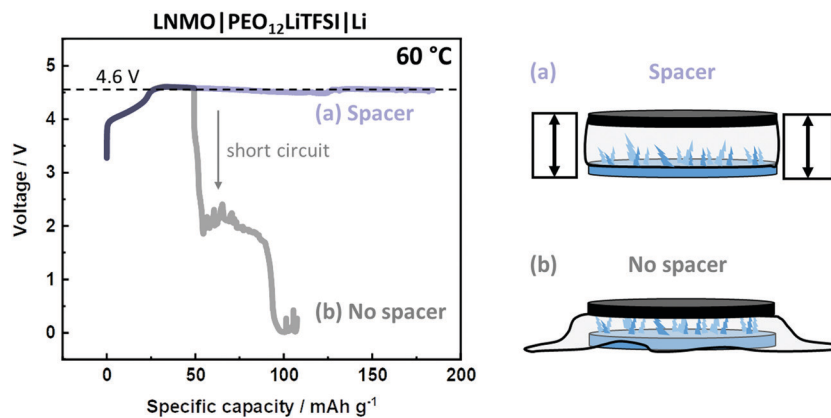 LNMO|PEO₁₂LiTFSI|Li
60 °C
4.6 V
(a) Spacer
short circuit
(b) No spacer
Voltage / V
5
4
3
2
1
0
0 50 100 150 200
Specific capacity / mAh g⁻¹
(a) Spacer
(b) No spacer